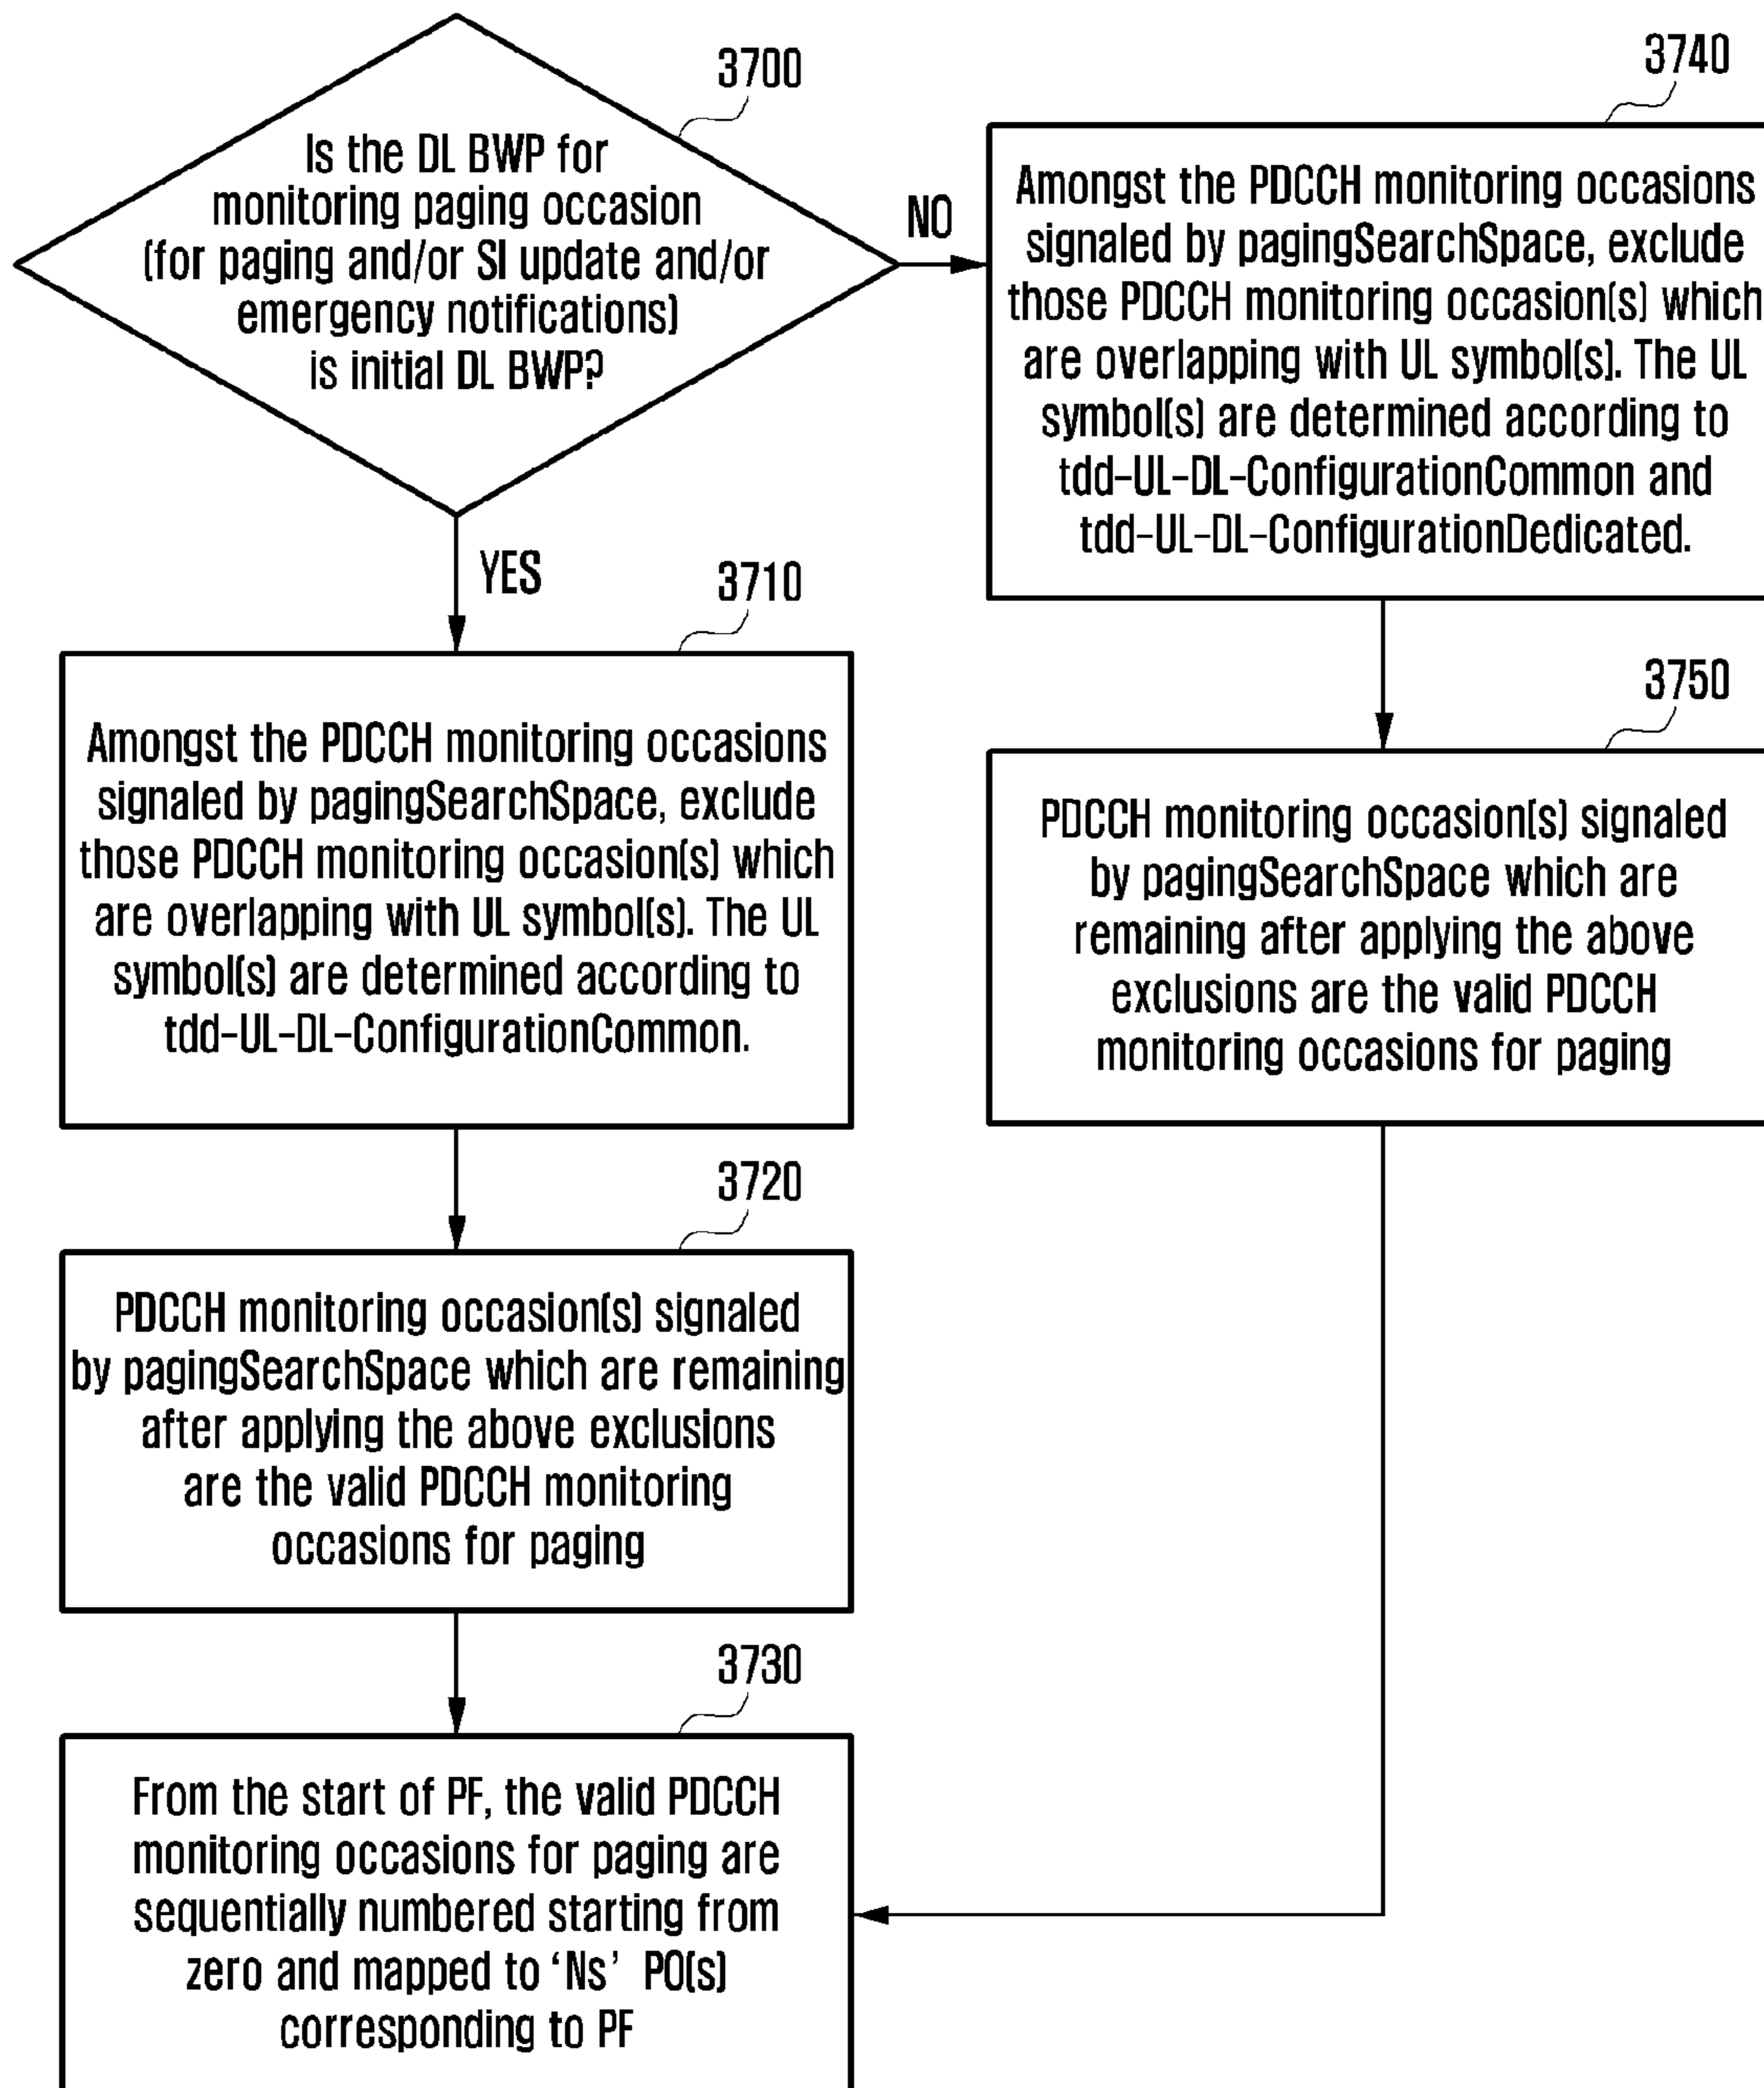 3700
Is the DL BWP for
monitoring paging occasion
(for paging and/or SI update and/or
emergency notifications)
is initial DL BWP?
NO
YES
3710
Amongst the PDCCH monitoring occasions
signaled by pagingSearchSpace, exclude
those PDCCH monitoring occasion(s) which
are overlapping with UL symbol(s). The UL
symbol(s) are determined according to
tdd-UL-DL-ConfigurationCommon.
3720
PDCCH monitoring occasion(s) signaled
by pagingSearchSpace which are remaining
after applying the above exclusions
are the valid PDCCH monitoring
occasions for paging
3730
From the start of PF, the valid PDCCH
monitoring occasions for paging are
sequentially numbered starting from
zero and mapped to ‘Ns’ PO(s)
corresponding to PF
3740
Amongst the PDCCH monitoring occasions
signaled by pagingSearchSpace, exclude
those PDCCH monitoring occasion(s) which
are overlapping with UL symbol(s). The UL
symbol(s) are determined according to
tdd-UL-DL-ConfigurationCommon and
tdd-UL-DL-ConfigurationDedicated.
3750
PDCCH monitoring occasion(s) signaled
by pagingSearchSpace which are
remaining after applying the above
exclusions are the valid PDCCH
monitoring occasions for paging